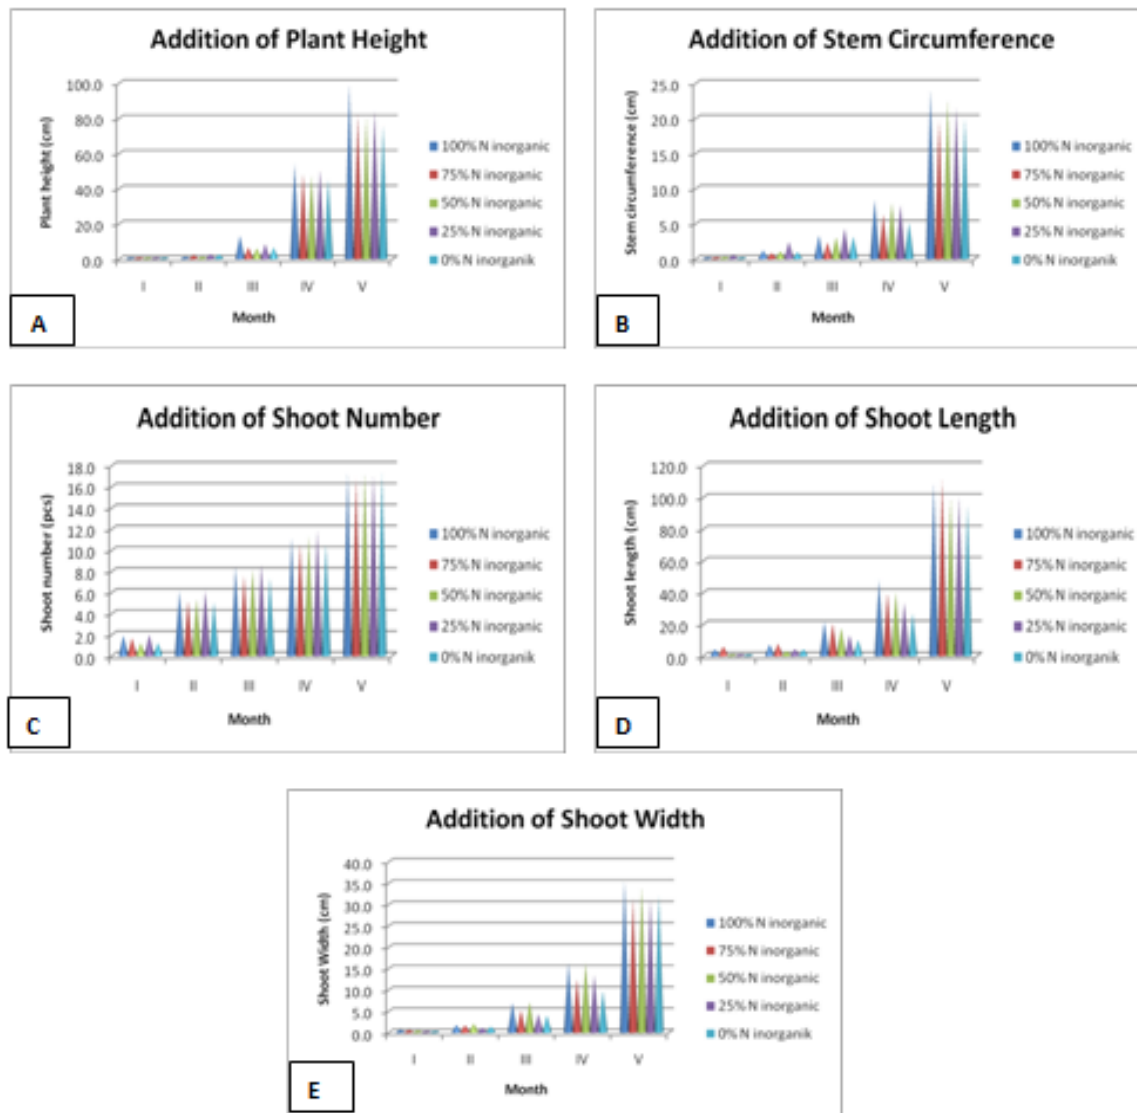 Addition of Plant Height
Plant height (cm)
100.0
80.0
60.0
40.0
20.0
0.0
I II III IV V
Month
100% N inorganic
75% N inorganic
50% N inorganic
25% N inorganic
0% N inorganik
A
Addition of Stem Circumference
Stem circumference (cm)
25.0
20.0
15.0
10.0
5.0
0.0
I II III IV V
Month
100% N inorganic
75% N inorganic
50% N inorganic
25% N inorganic
0% N inorganik
B
Addition of Shoot Number
Shoot number (pcs)
18.0
16.0
14.0
12.0
10.0
8.0
6.0
4.0
2.0
0.0
I II III IV V
Month
100% N inorganic
75% N inorganic
50% N inorganic
25% N inorganic
0% N inorganik
C
Addition of Shoot Length
Shoot length (cm)
120.0
100.0
80.0
60.0
40.0
20.0
0.0
I II III IV V
Month
100% N inorganic
75% N inorganic
50% N inorganic
25% N inorganic
0% N inorganik
D
Addition of Shoot Width
Shoot Width (cm)
40.0
35.0
30.0
25.0
20.0
15.0
10.0
5.0
0.0
I II III IV V
Month
100% N inorganic
75% N inorganic
50% N inorganic
25% N inorganic
0% N inorganik
E